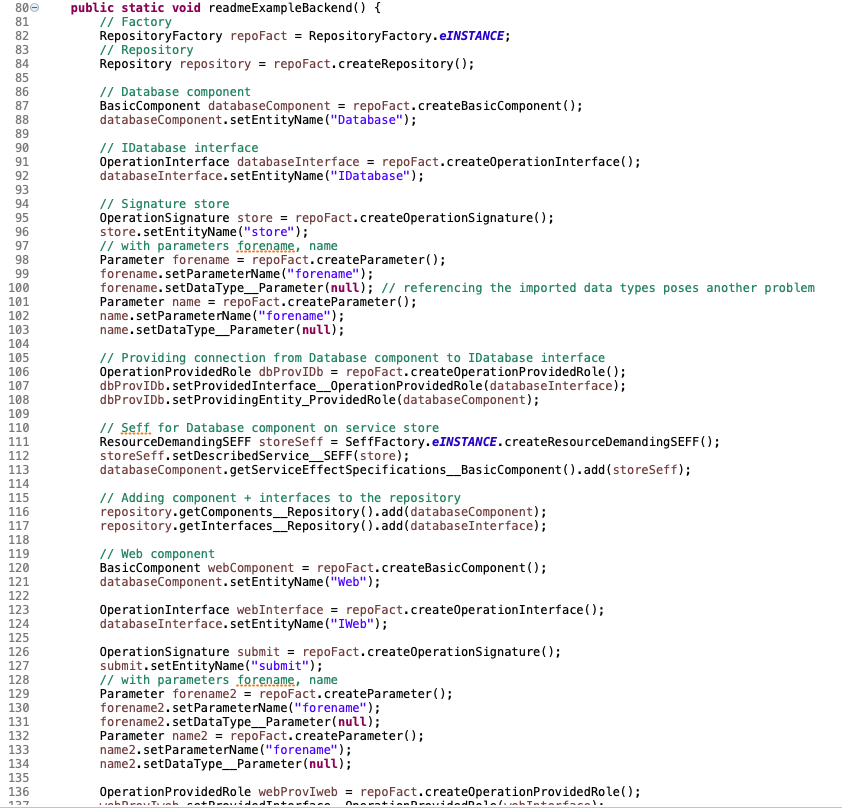 80 public static void readmeExampleBackend() {
81 // Factory
82 RepositoryFactory repoFact = RepositoryFactory.eINSTANCE;
83 // Repository
84 Repository repository = repoFact.createRepository();
85
86 // Database component
87 BasicComponent databaseComponent = repoFact.createBasicComponent();
88 databaseComponent.setEntityName("Database");
89
90 // IDatabase interface
91 OperationInterface databaseInterface = repoFact.createOperationInterface();
92 databaseInterface.setEntityName("IDatabase");
93
94 // Signature store
95 OperationSignature store = repoFact.createOperationSignature();
96 store.setEntityName("store");
97 // with parameters forename, name
98 Parameter forename = repoFact.createParameter();
99 forename.setParameterName("forename");
100 forename.setDataType__Parameter(null); // referencing the imported data types poses another problem
101 Parameter name = repoFact.createParameter();
102 name.setParameterName("forename");
103 name.setDataType__Parameter(null);
104
105 // Providing connection from Database component to IDatabase interface
106 OperationProvidedRole dbProvIDb = repoFact.createOperationProvidedRole();
107 dbProvIDb.setProvidedInterface__OperationProvidedRole(databaseInterface);
108 dbProvIDb.setProvidingEntity_ProvidedRole(databaseComponent);
109
110 // Seff for Database component on service store
111 ResourceDemandingSEFF storeSeff = SeffFactory.eINSTANCE.createResourceDemandingSEFF();
112 storeSeff.setDescribedService__SEFF(store);
113 databaseComponent.getServiceEffectSpecifications__BasicComponent().add(storeSeff);
114
115 // Adding component + interfaces to the repository
116 repository.getComponents__Repository().add(databaseComponent);
117 repository.getInterfaces__Repository().add(databaseInterface);
118
119 // Web component
120 BasicComponent webComponent = repoFact.createBasicComponent();
121 databaseComponent.setEntityName("Web");
122
123 OperationInterface webInterface = repoFact.createOperationInterface();
124 databaseInterface.setEntityName("IWeb");
125
126 OperationSignature submit = repoFact.createOperationSignature();
127 submit.setEntityName("submit");
128 // with parameters forename, name
129 Parameter forename2 = repoFact.createParameter();
130 forename2.setParameterName("forename");
131 forename2.setDataType__Parameter(null);
132 Parameter name2 = repoFact.createParameter();
133 name2.setParameterName("forename");
134 name2.setDataType__Parameter(null);
135
136 OperationProvidedRole webProvIweb = repoFact.createOperationProvidedRole();
137 webProvIweb.setProvidedInterface__OperationProvidedRole(webInterface);